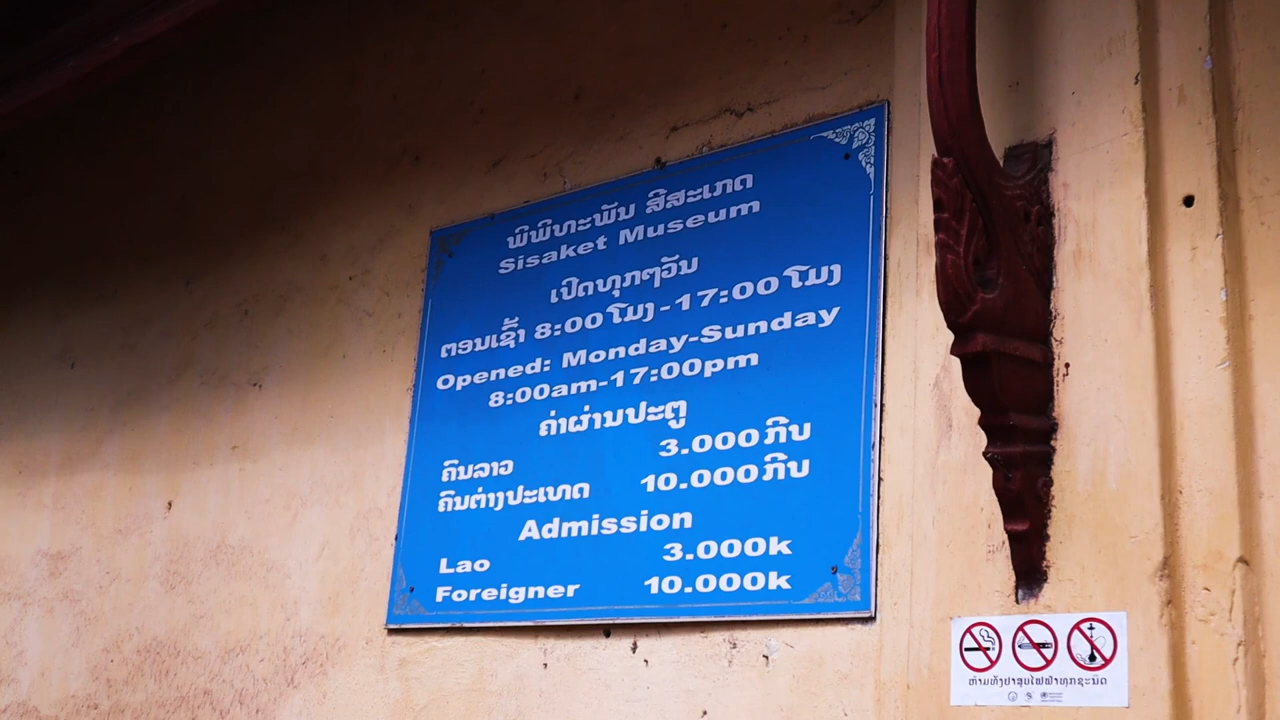 ພິພິທະພັນ ສີສະເກດ
Sisaket Museum
ເປີດທຸກໆວັນ
ຕອນເຊົ້າ 8:00ໂມງ-17:00ໂມງ
Opened: Monday-Sunday
8:00am-17:00pm
ຄ່າຜ່ານປະຕູ
ຄົນລາວ 3.000ກີບ
ຄົນຕ່າງປະເທດ 10.000ກີບ
Admission
Lao 3.000k
Foreigner 10.000k
ຫ້າມທັງຢາສູບໄຟຟ້າທຸກຊະນິດ